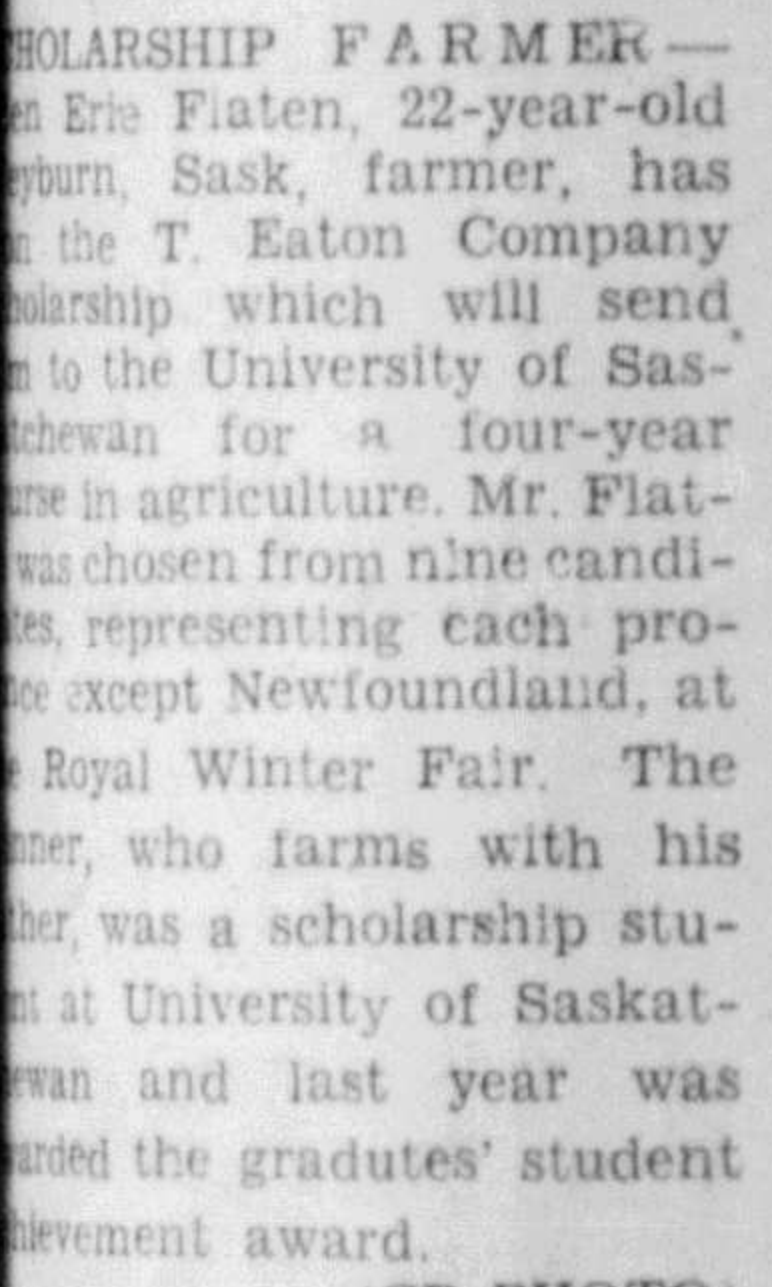 HOLARSHIP FARMER—
en Eric Flaten, 22-year-old
eyburn, Sask, farmer, has
n the T. Eaton Company
holarship which will send
m to the University of Sas-
tchewan for a four-year
urse in agriculture. Mr. Flat-
was chosen from nine candi-
tes, representing each pro-
nce except Newfoundland, at
e Royal Winter Fair. The
nner, who farms with his
ther, was a scholarship stu-
nt at University of Saskat-
ewan and last year was
arded the gradutes' student
hievement award.